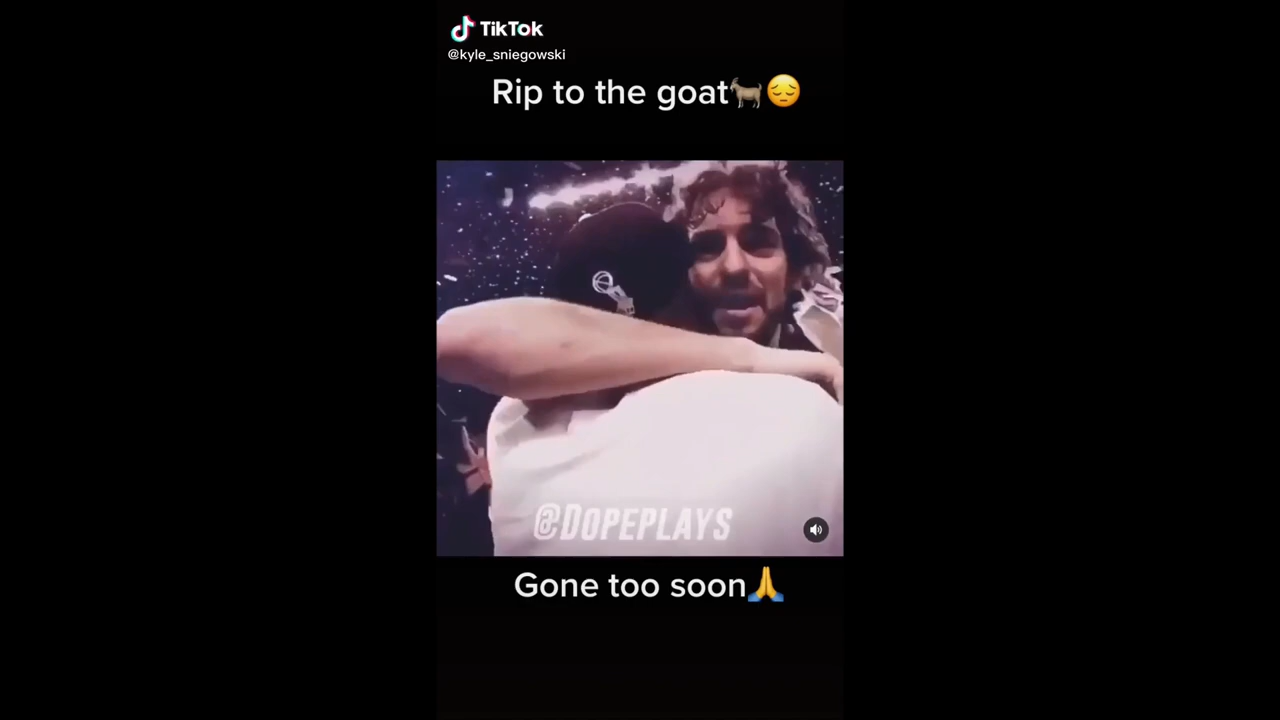 TikTok
@kyle_sniegowski
Rip to the goat🐐😔
@DOPEPLAYS
Gone too soon🙏